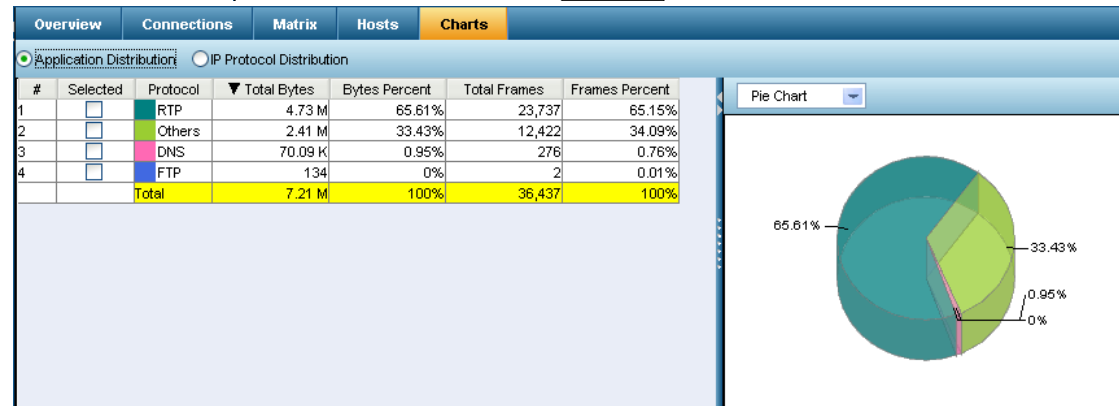 Overview Connections Matrix Hosts Charts
Application Distribution IP Protocol Distribution
# Selected Protocol ▼ Total Bytes Bytes Percent Total Frames Frames Percent
1 RTP 4.73 M 65.61% 23,737 65.15%
2 Others 2.41 M 33.43% 12,422 34.09%
3 DNS 70.09 K 0.95% 276 0.76%
4 FTP 134 0% 2 0.01%
Total 7.21 M 100% 36,437 100%
Pie Chart
65.61%
33.43%
0.95%
0%